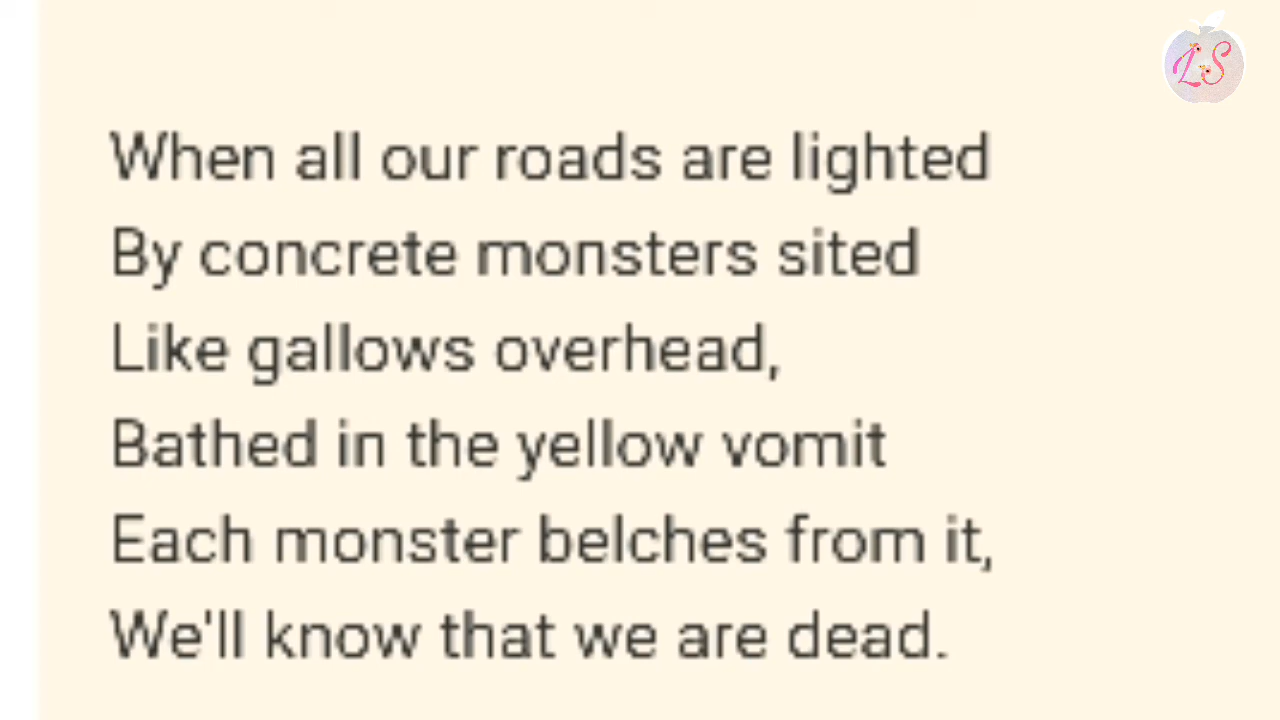 LS
When all our roads are lighted
By concrete monsters sited
Like gallows overhead,
Bathed in the yellow vomit
Each monster belches from it,
We'll know that we are dead.